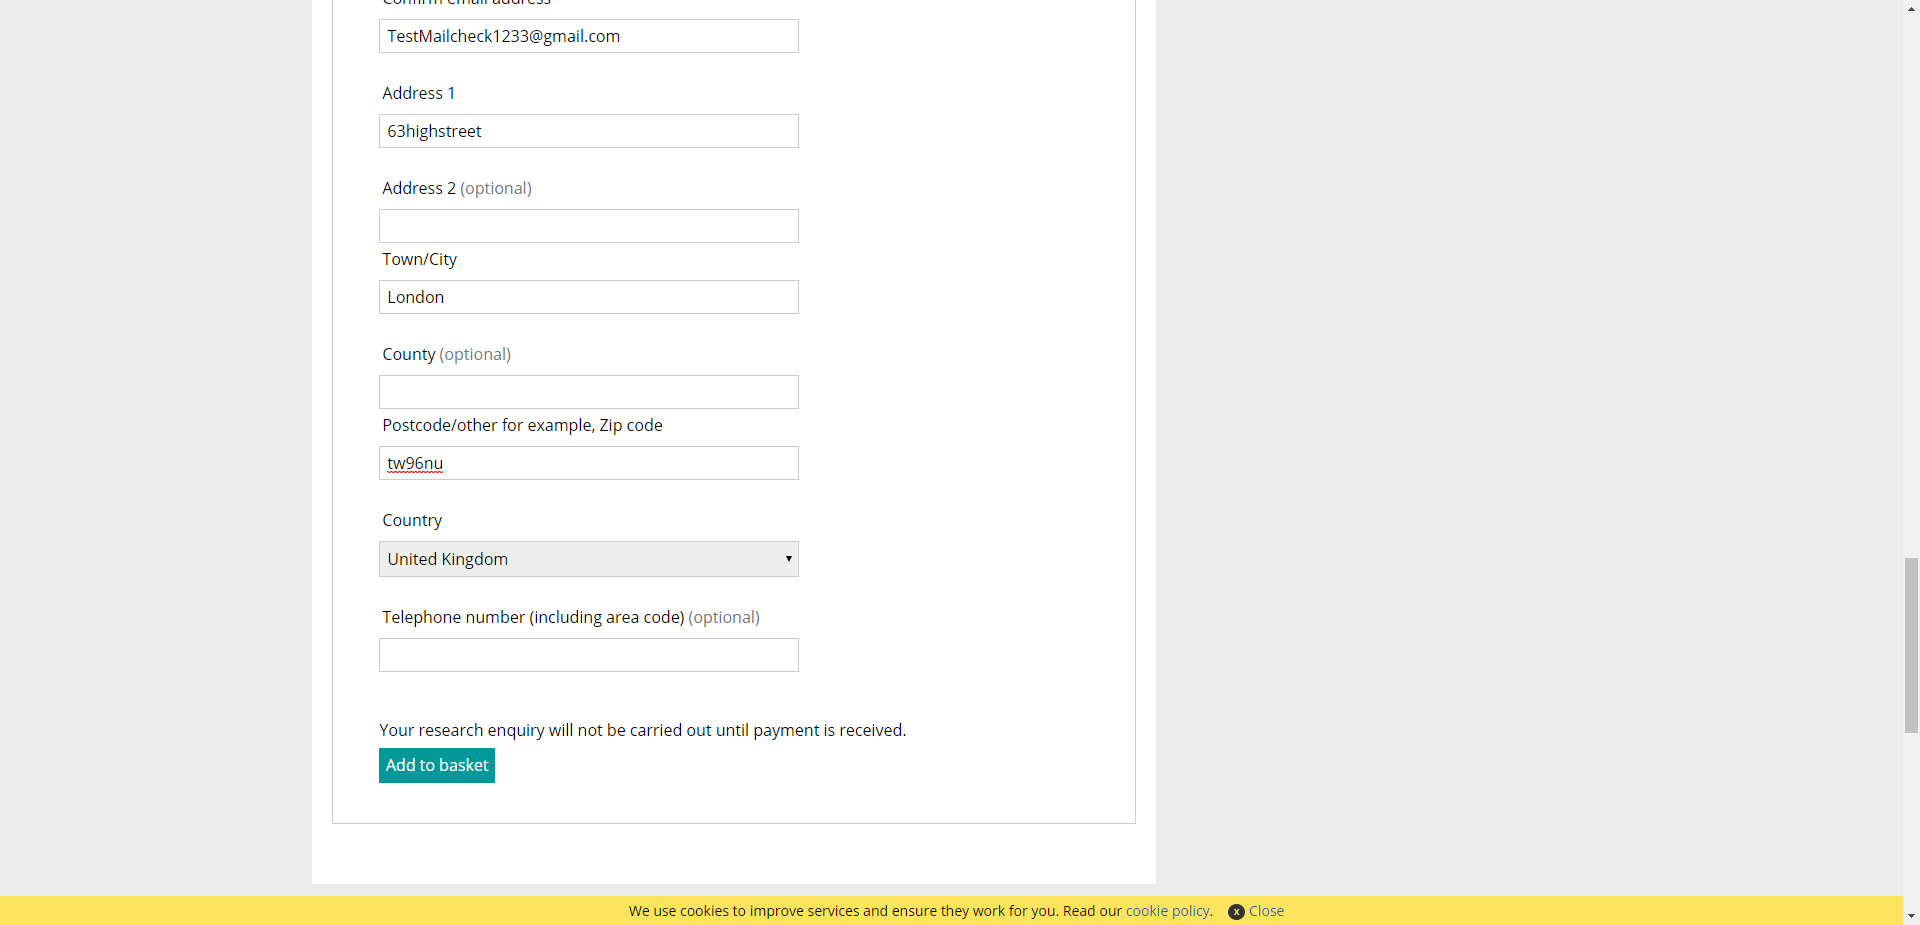 Confirm email address
TestMailcheck1233@gmail.com
Address 1
63highstreet
Address 2 (optional)
Town/City
London
County (optional)
Postcode/other for example, Zip code
tw96nu
Country
United Kingdom
Telephone number (including area code) (optional)
Your research enquiry will not be carried out until payment is received.
Add to basket
We use cookies to improve services and ensure they work for you. Read our cookie policy. x Close